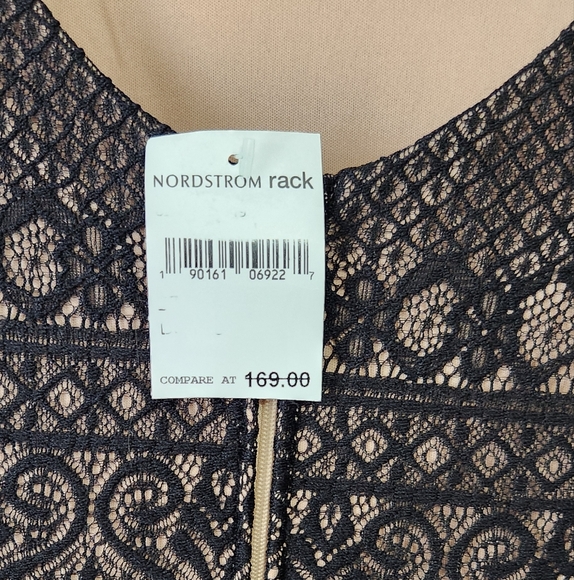 NORDSTROM rack
1 90161 06922 7
COMPARE AT 169.00